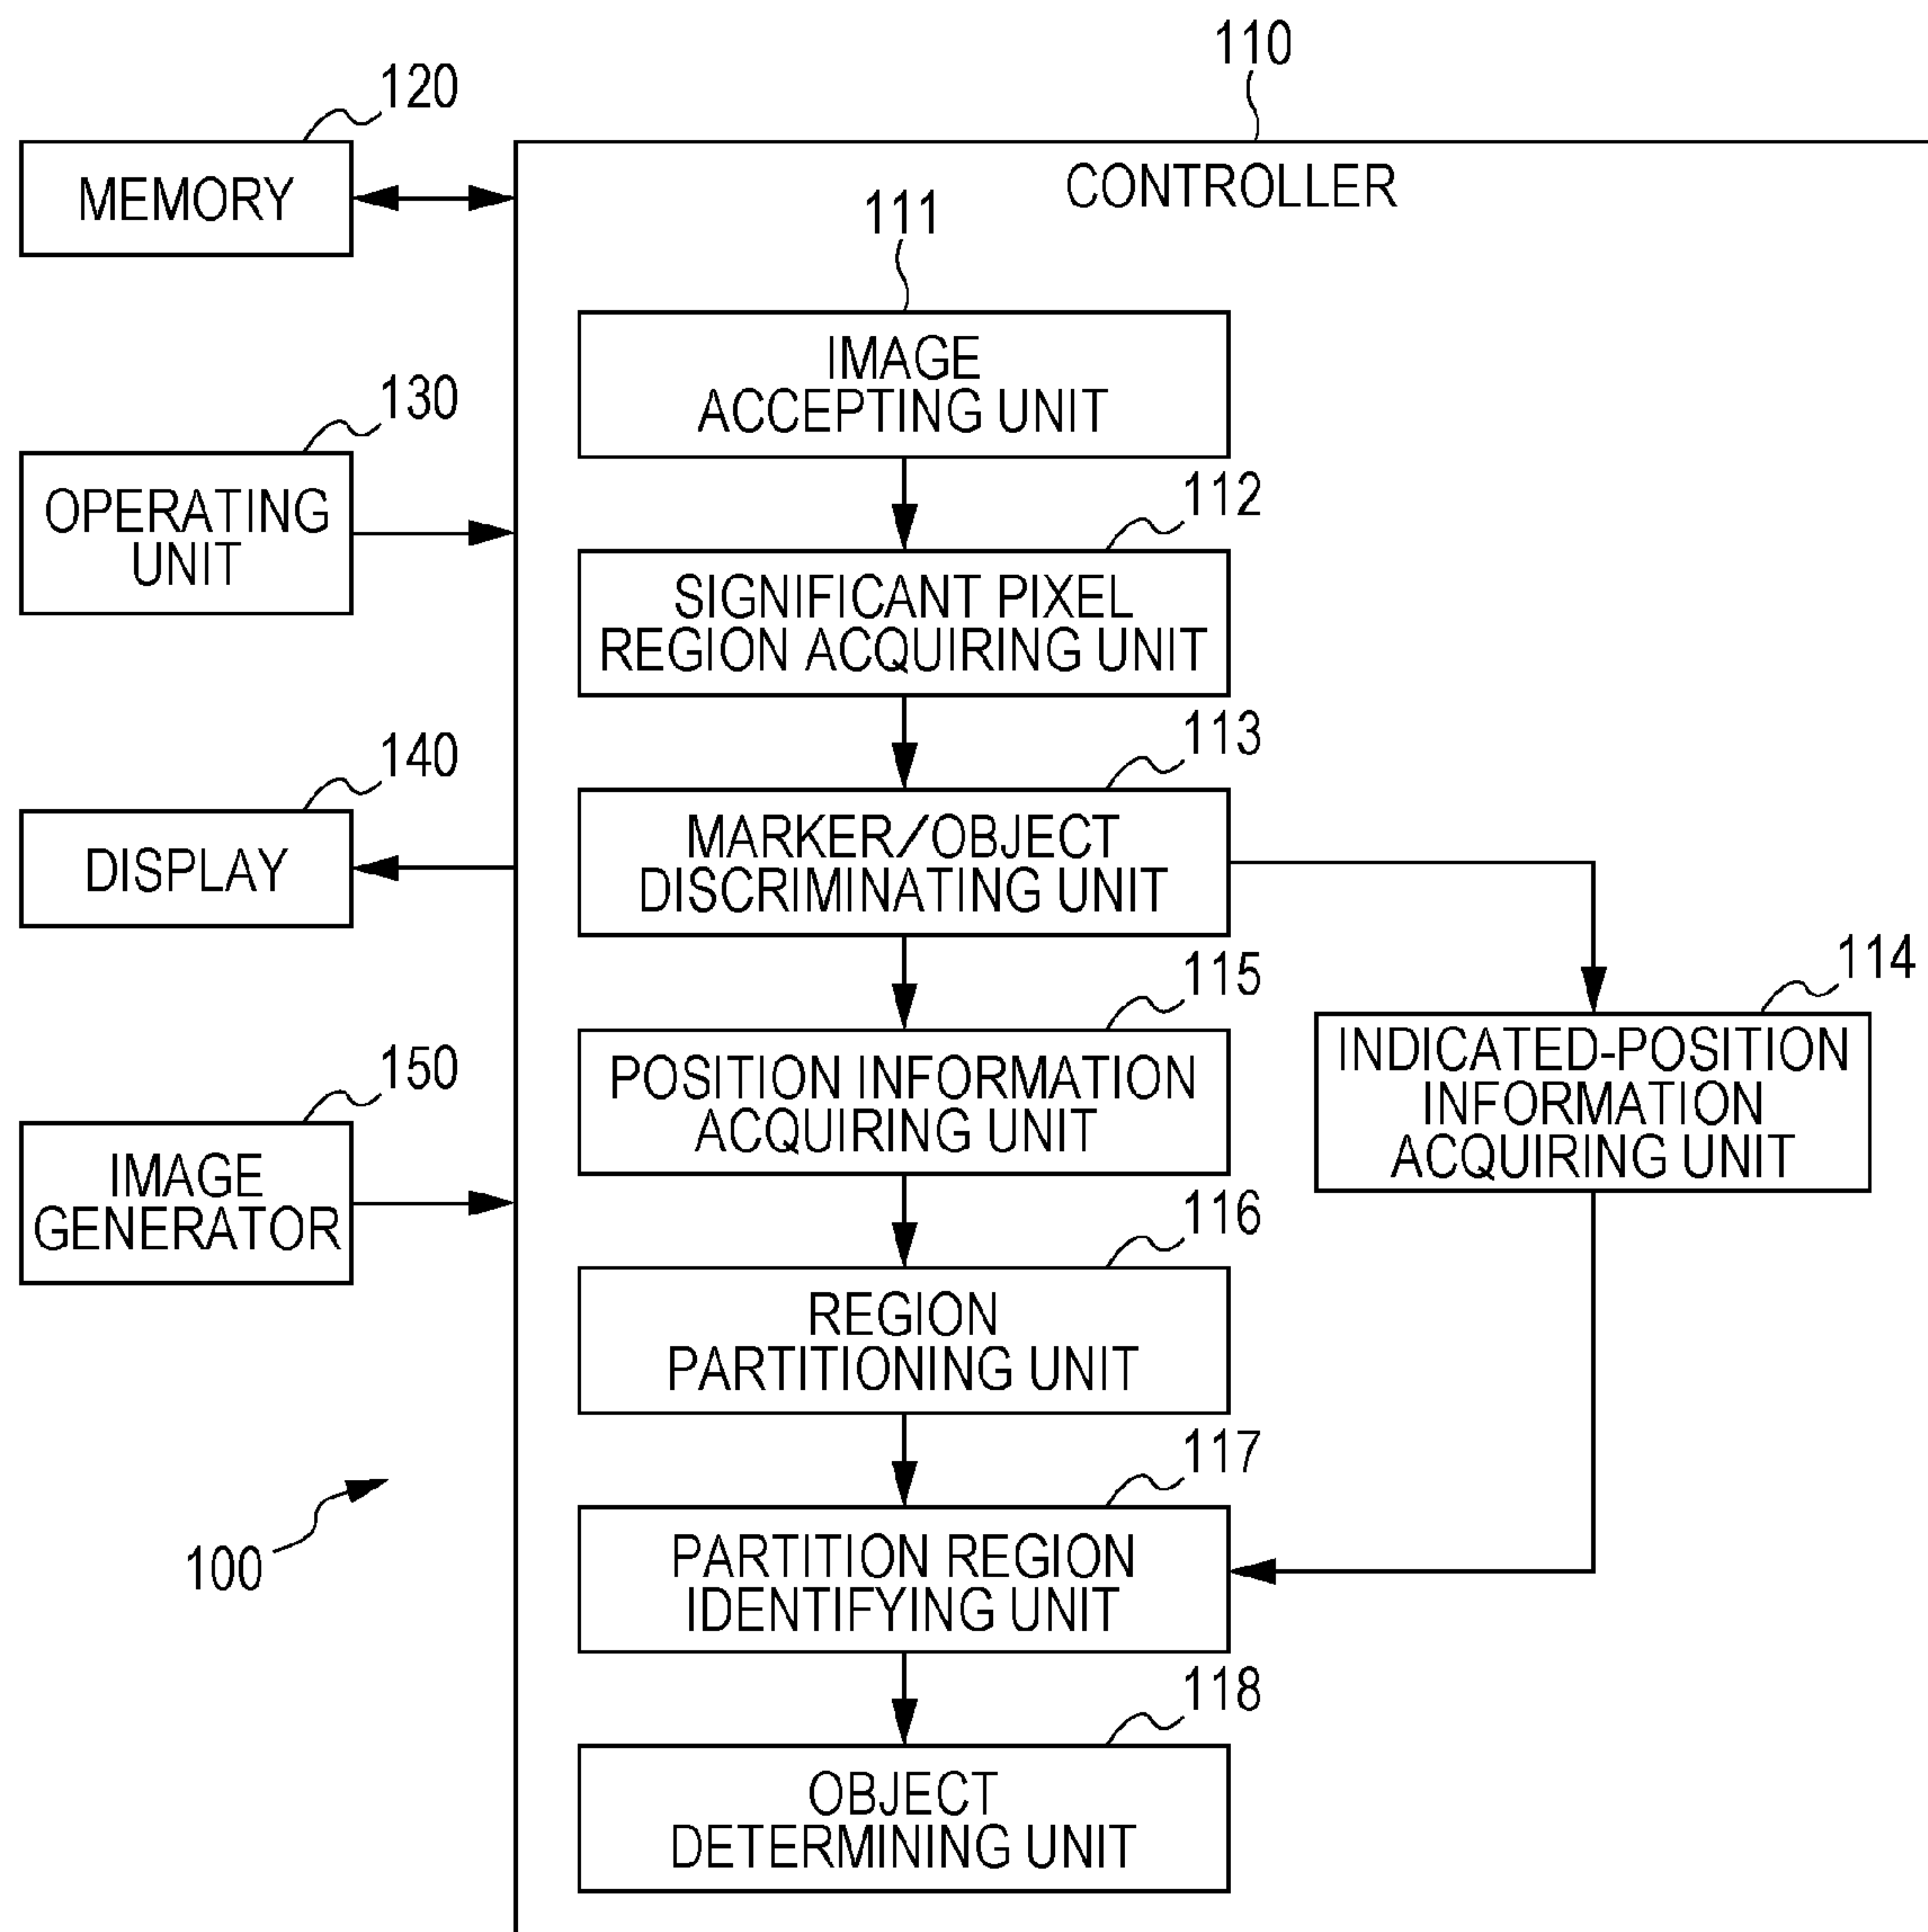 110
120
MEMORY
CONTROLLER
111
IMAGE
ACCEPTING UNIT
130
OPERATING
UNIT
112
SIGNIFICANT PIXEL
REGION ACQUIRING UNIT
140
DISPLAY
113
MARKER/OBJECT
DISCRIMINATING UNIT
114
INDICATED-POSITION
INFORMATION
ACQUIRING UNIT
115
POSITION INFORMATION
ACQUIRING UNIT
150
IMAGE
GENERATOR
116
REGION
PARTITIONING UNIT
100
117
PARTITION REGION
IDENTIFYING UNIT
118
OBJECT
DETERMINING UNIT